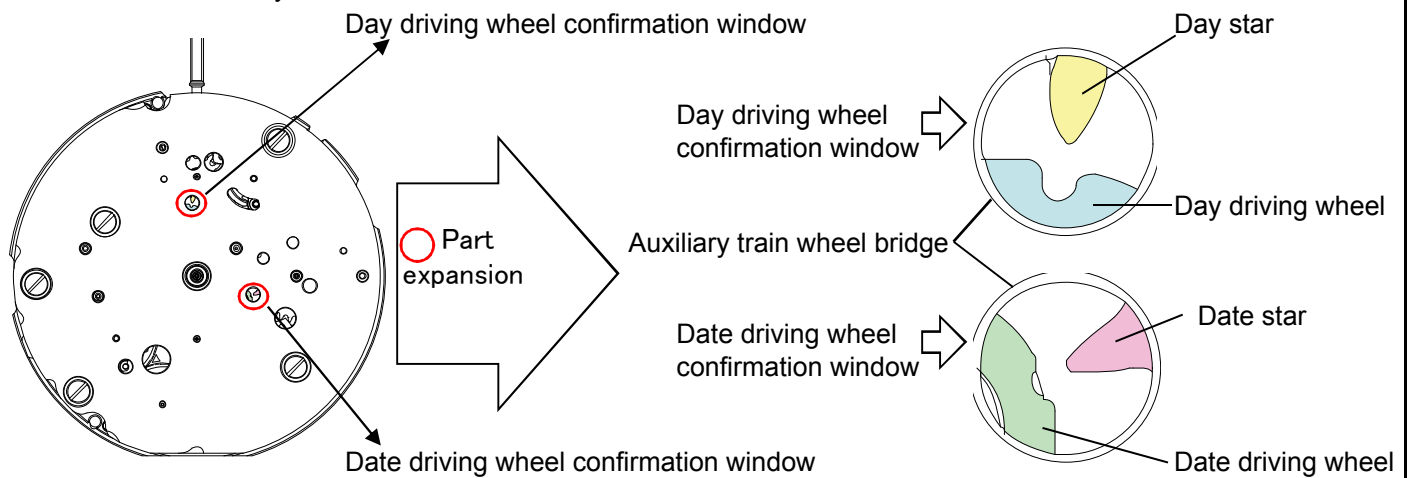 Day driving wheel confirmation window
Day star
Day driving wheel
confirmation window
Part
expansion
Auxiliary train wheel bridge
Day driving wheel
Date driving wheel
confirmation window
Date star
Date driving wheel confirmation window
Date driving wheel